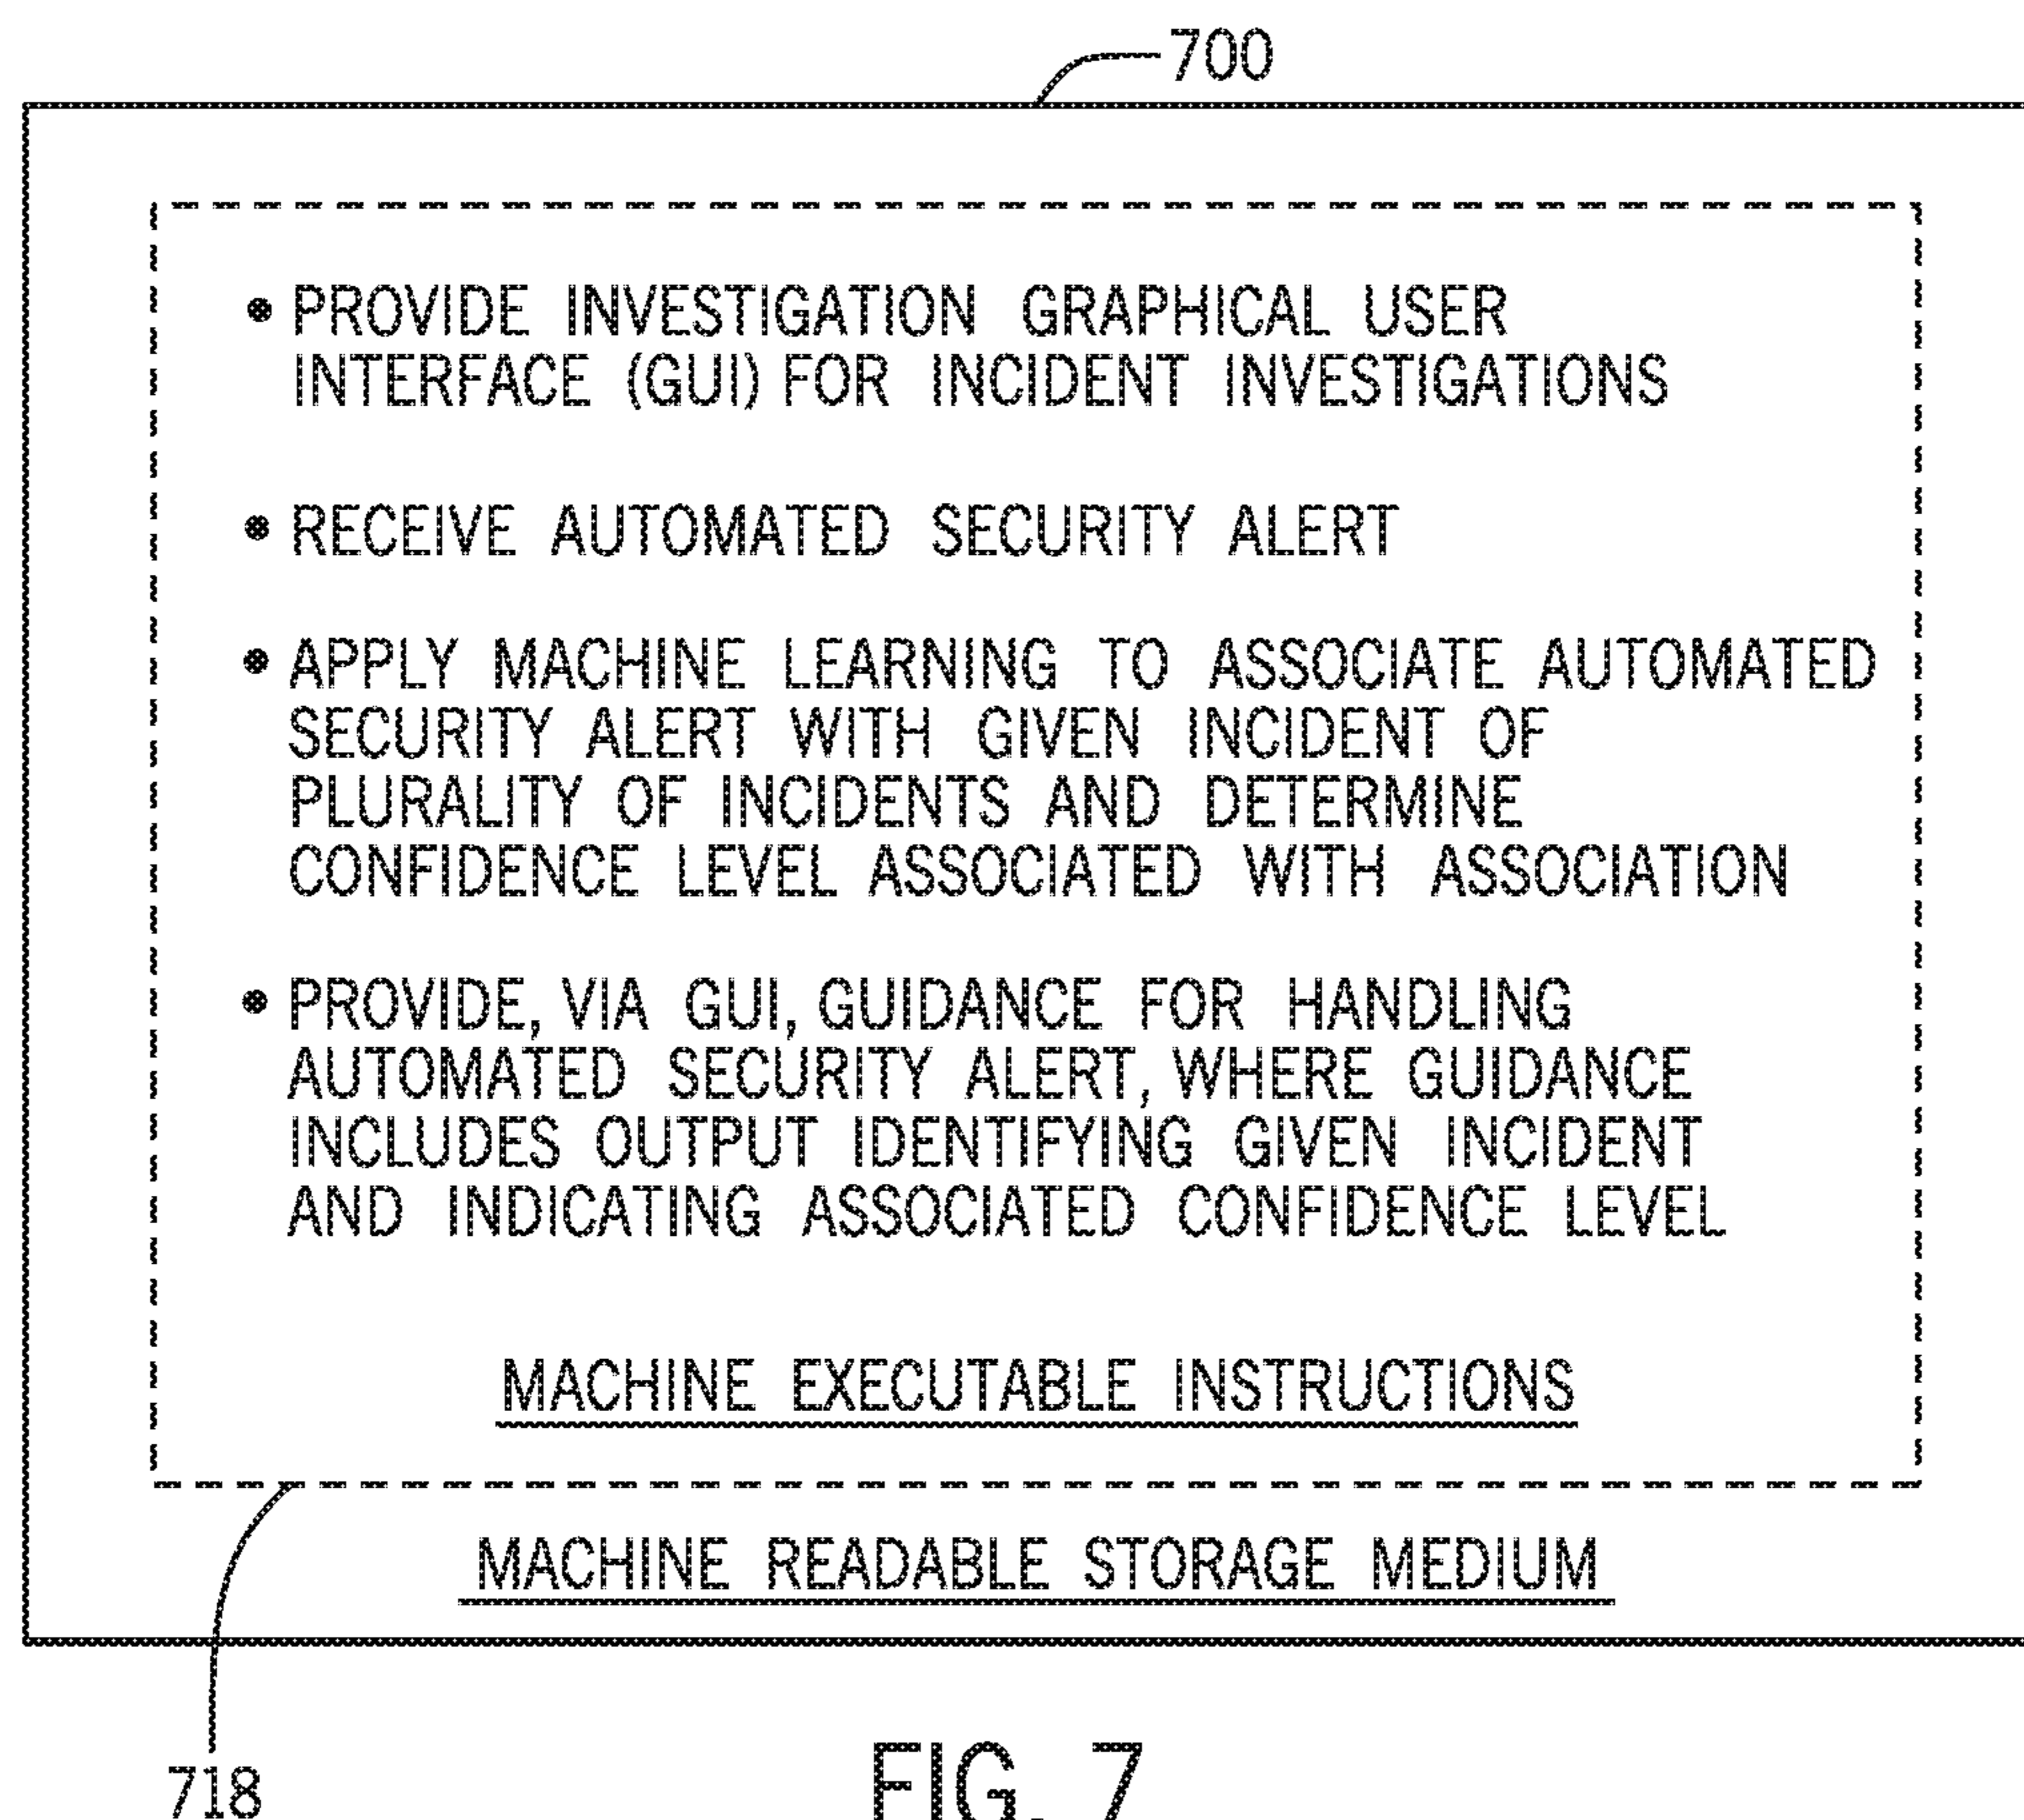 700
• PROVIDE INVESTIGATION GRAPHICAL USER
INTERFACE (GUI) FOR INCIDENT INVESTIGATIONS
• RECEIVE AUTOMATED SECURITY ALERT
• APPLY MACHINE LEARNING TO ASSOCIATE AUTOMATED
SECURITY ALERT WITH GIVEN INCIDENT OF
PLURALITY OF INCIDENTS AND DETERMINE
CONFIDENCE LEVEL ASSOCIATED WITH ASSOCIATION
• PROVIDE, VIA GUI, GUIDANCE FOR HANDLING
AUTOMATED SECURITY ALERT, WHERE GUIDANCE
INCLUDES OUTPUT IDENTIFYING GIVEN INCIDENT
AND INDICATING ASSOCIATED CONFIDENCE LEVEL
MACHINE EXECUTABLE INSTRUCTIONS
MACHINE READABLE STORAGE MEDIUM
718
FIG. 7